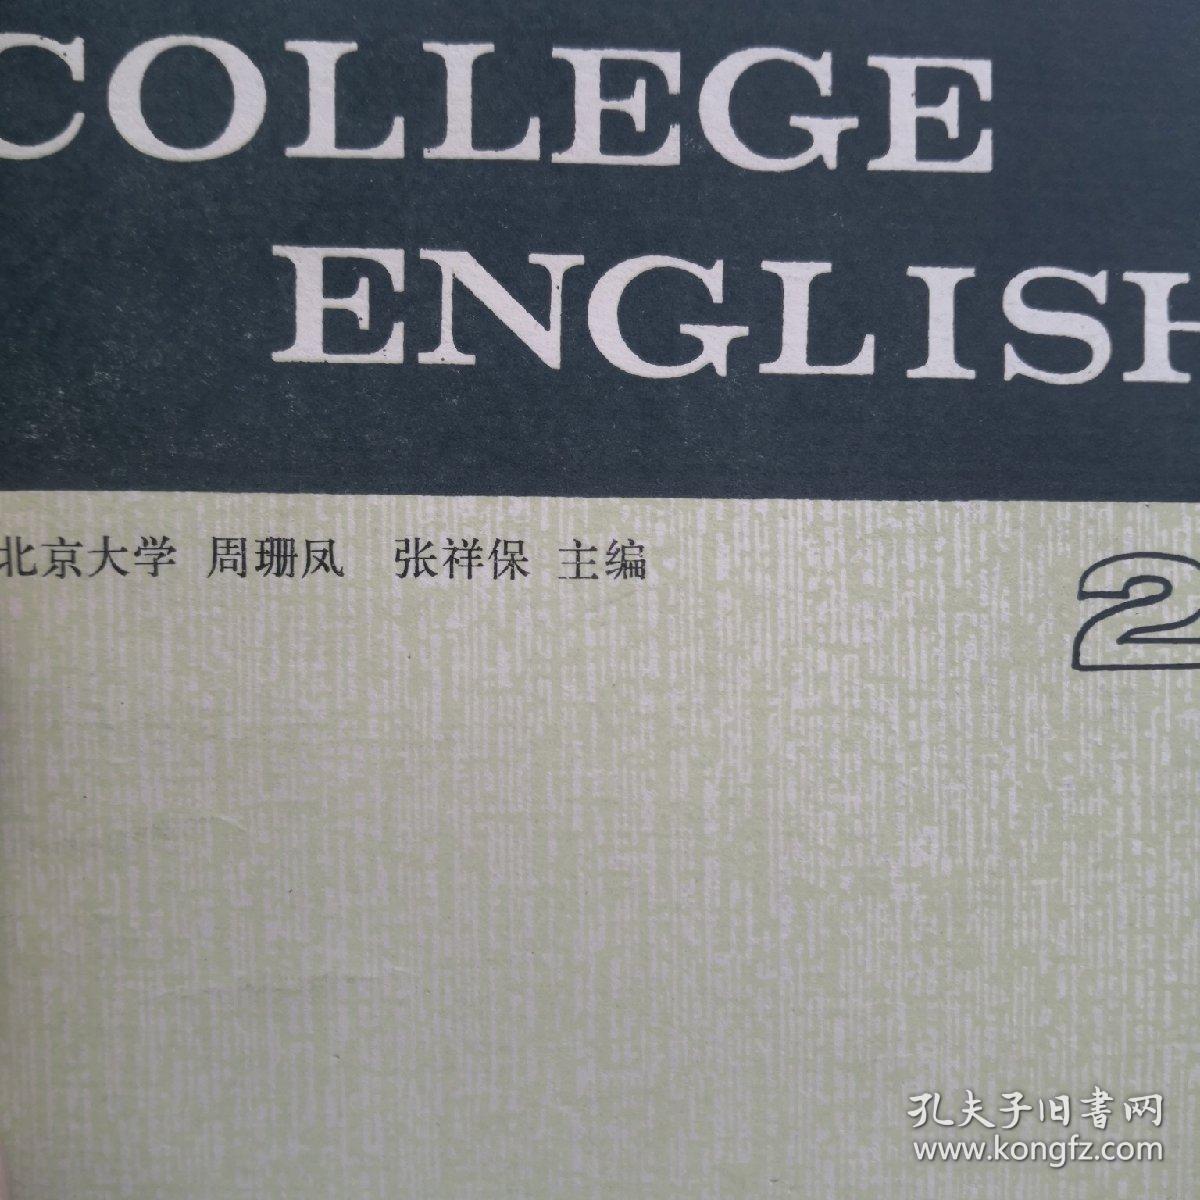 COLLEGE
ENGLISH
北京大学 周珊凤 张祥保 主编
2
孔夫子旧書网
www.kongfz.com